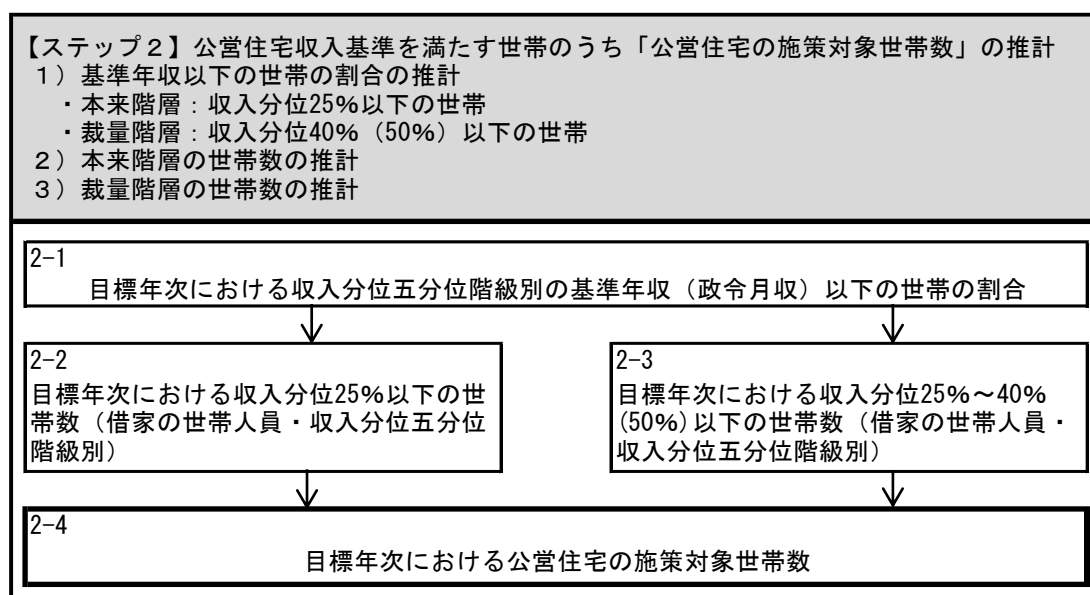 【ステップ２】公営住宅収入基準を満たす世帯のうち「公営住宅の施策対象世帯数」の推計
１）基準年収以下の世帯の割合の推計
・本来階層：収入分位25%以下の世帯
・裁量階層：収入分位40%（50%）以下の世帯
２）本来階層の世帯数の推計
３）裁量階層の世帯数の推計
2-1
目標年次における収入分位五分位階級別の基準年収（政令月収）以下の世帯の割合
2-2
目標年次における収入分位25%以下の世
帯数（借家の世帯人員・収入分位五分位
階級別）
2-3
目標年次における収入分位25%～40%
(50%)以下の世帯数（借家の世帯人員・
収入分位五分位階級別）
2-4
目標年次における公営住宅の施策対象世帯数